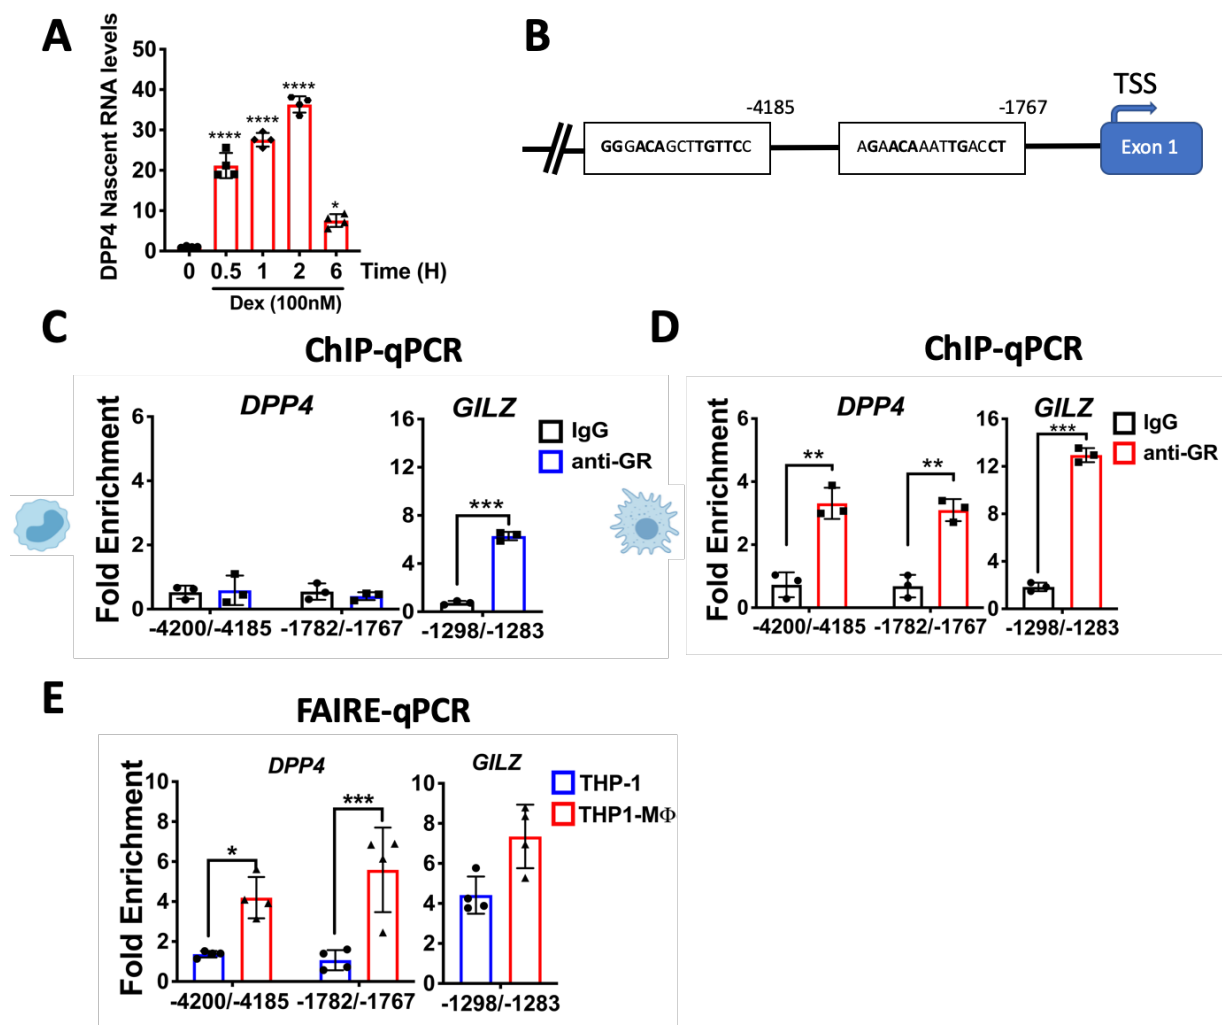 A
DPP4 Nascent RNA levels
50
40
30
20
10
0
****
****
****
*
0 0.5 1 2 6 Time (H)
Dex (100nM)
B
-4185
-1767
TSS
GGGACAGCTTGTTCC
AGAACAAATTGACCT
Exon 1
C
ChIP-qPCR
DPP4
GILZ
Fold Enrichment
6
4
2
0
16
12
8
4
0
IgG
anti-GR
***
-4200/-4185 -1782/-1767
-1298/-1283
D
ChIP-qPCR
DPP4
GILZ
Fold Enrichment
6
4
2
0
16
12
8
4
0
IgG
anti-GR
**
**
***
-4200/-4185 -1782/-1767
-1298/-1283
E
FAIRE-qPCR
DPP4
GILZ
Fold Enrichment
10
8
6
4
2
0
10
8
6
4
2
0
THP-1
THP1-MΦ
*
***
-4200/-4185 -1782/-1767
-1298/-1283